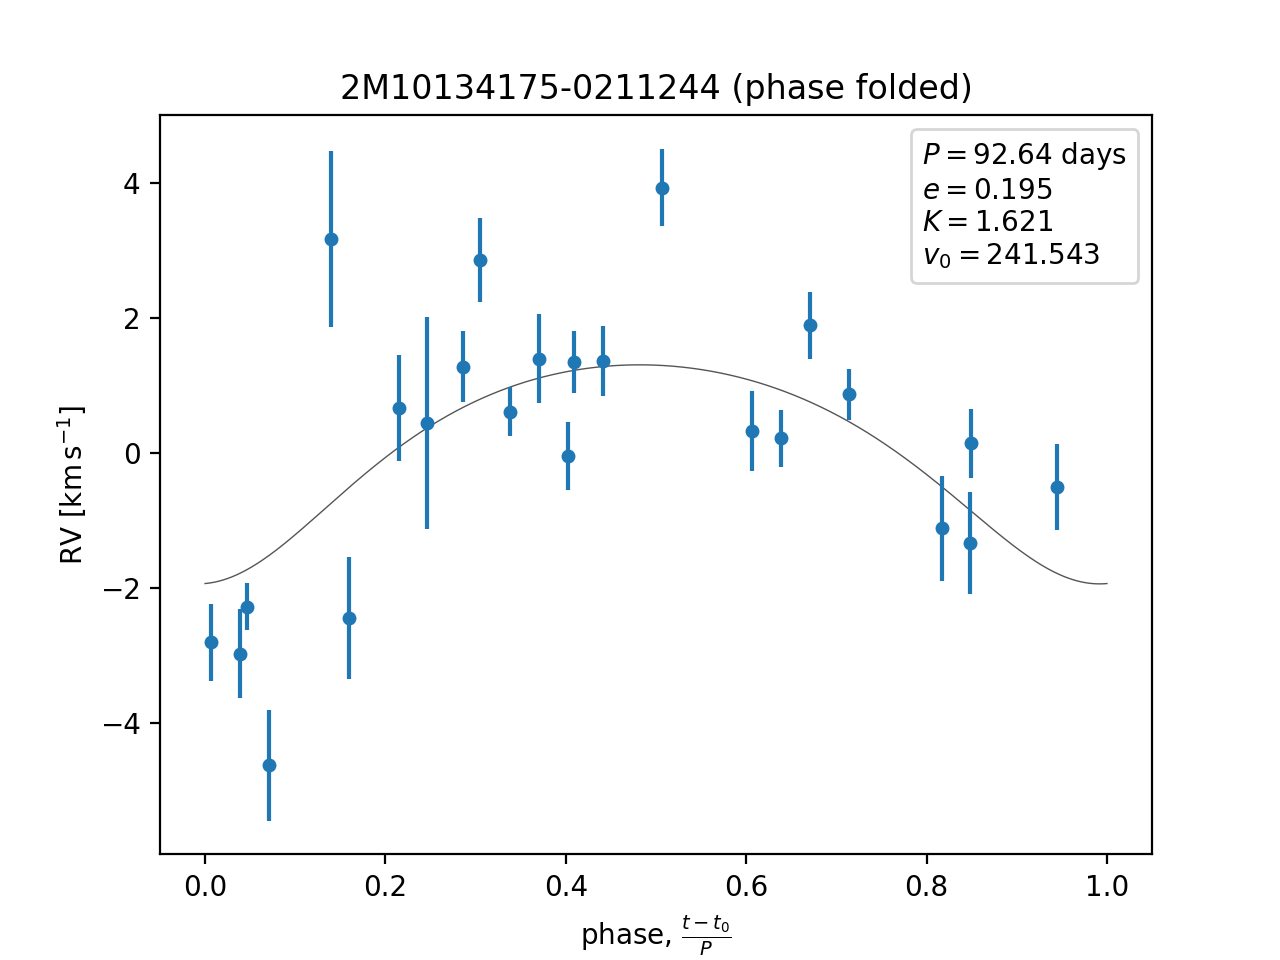 2M10134175-0211244 (phase folded)
P = 92.64 days
e = 0.195
K = 1.621
v₀ = 241.543
4
2
0
−2
−4
RV [km s⁻¹]
0.0 0.2 0.4 0.6 0.8 1.0
phase, (t − t₀)/P